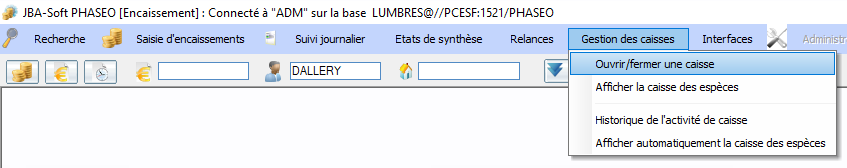 JBA-Soft PHASEO [Encaissement] : Connecté à "ADM" sur la base LUMBRES@//PCESF:1521/PHASEO
Recherche Saisie d'encaissements Suivi journalier Etats de synthèse Relances Gestion des caisses Interfaces Administra
DALLERY
Ouvrir/fermer une caisse
Afficher la caisse des espèces
Historique de l'activité de caisse
Afficher automatiquement la caisse des espèces